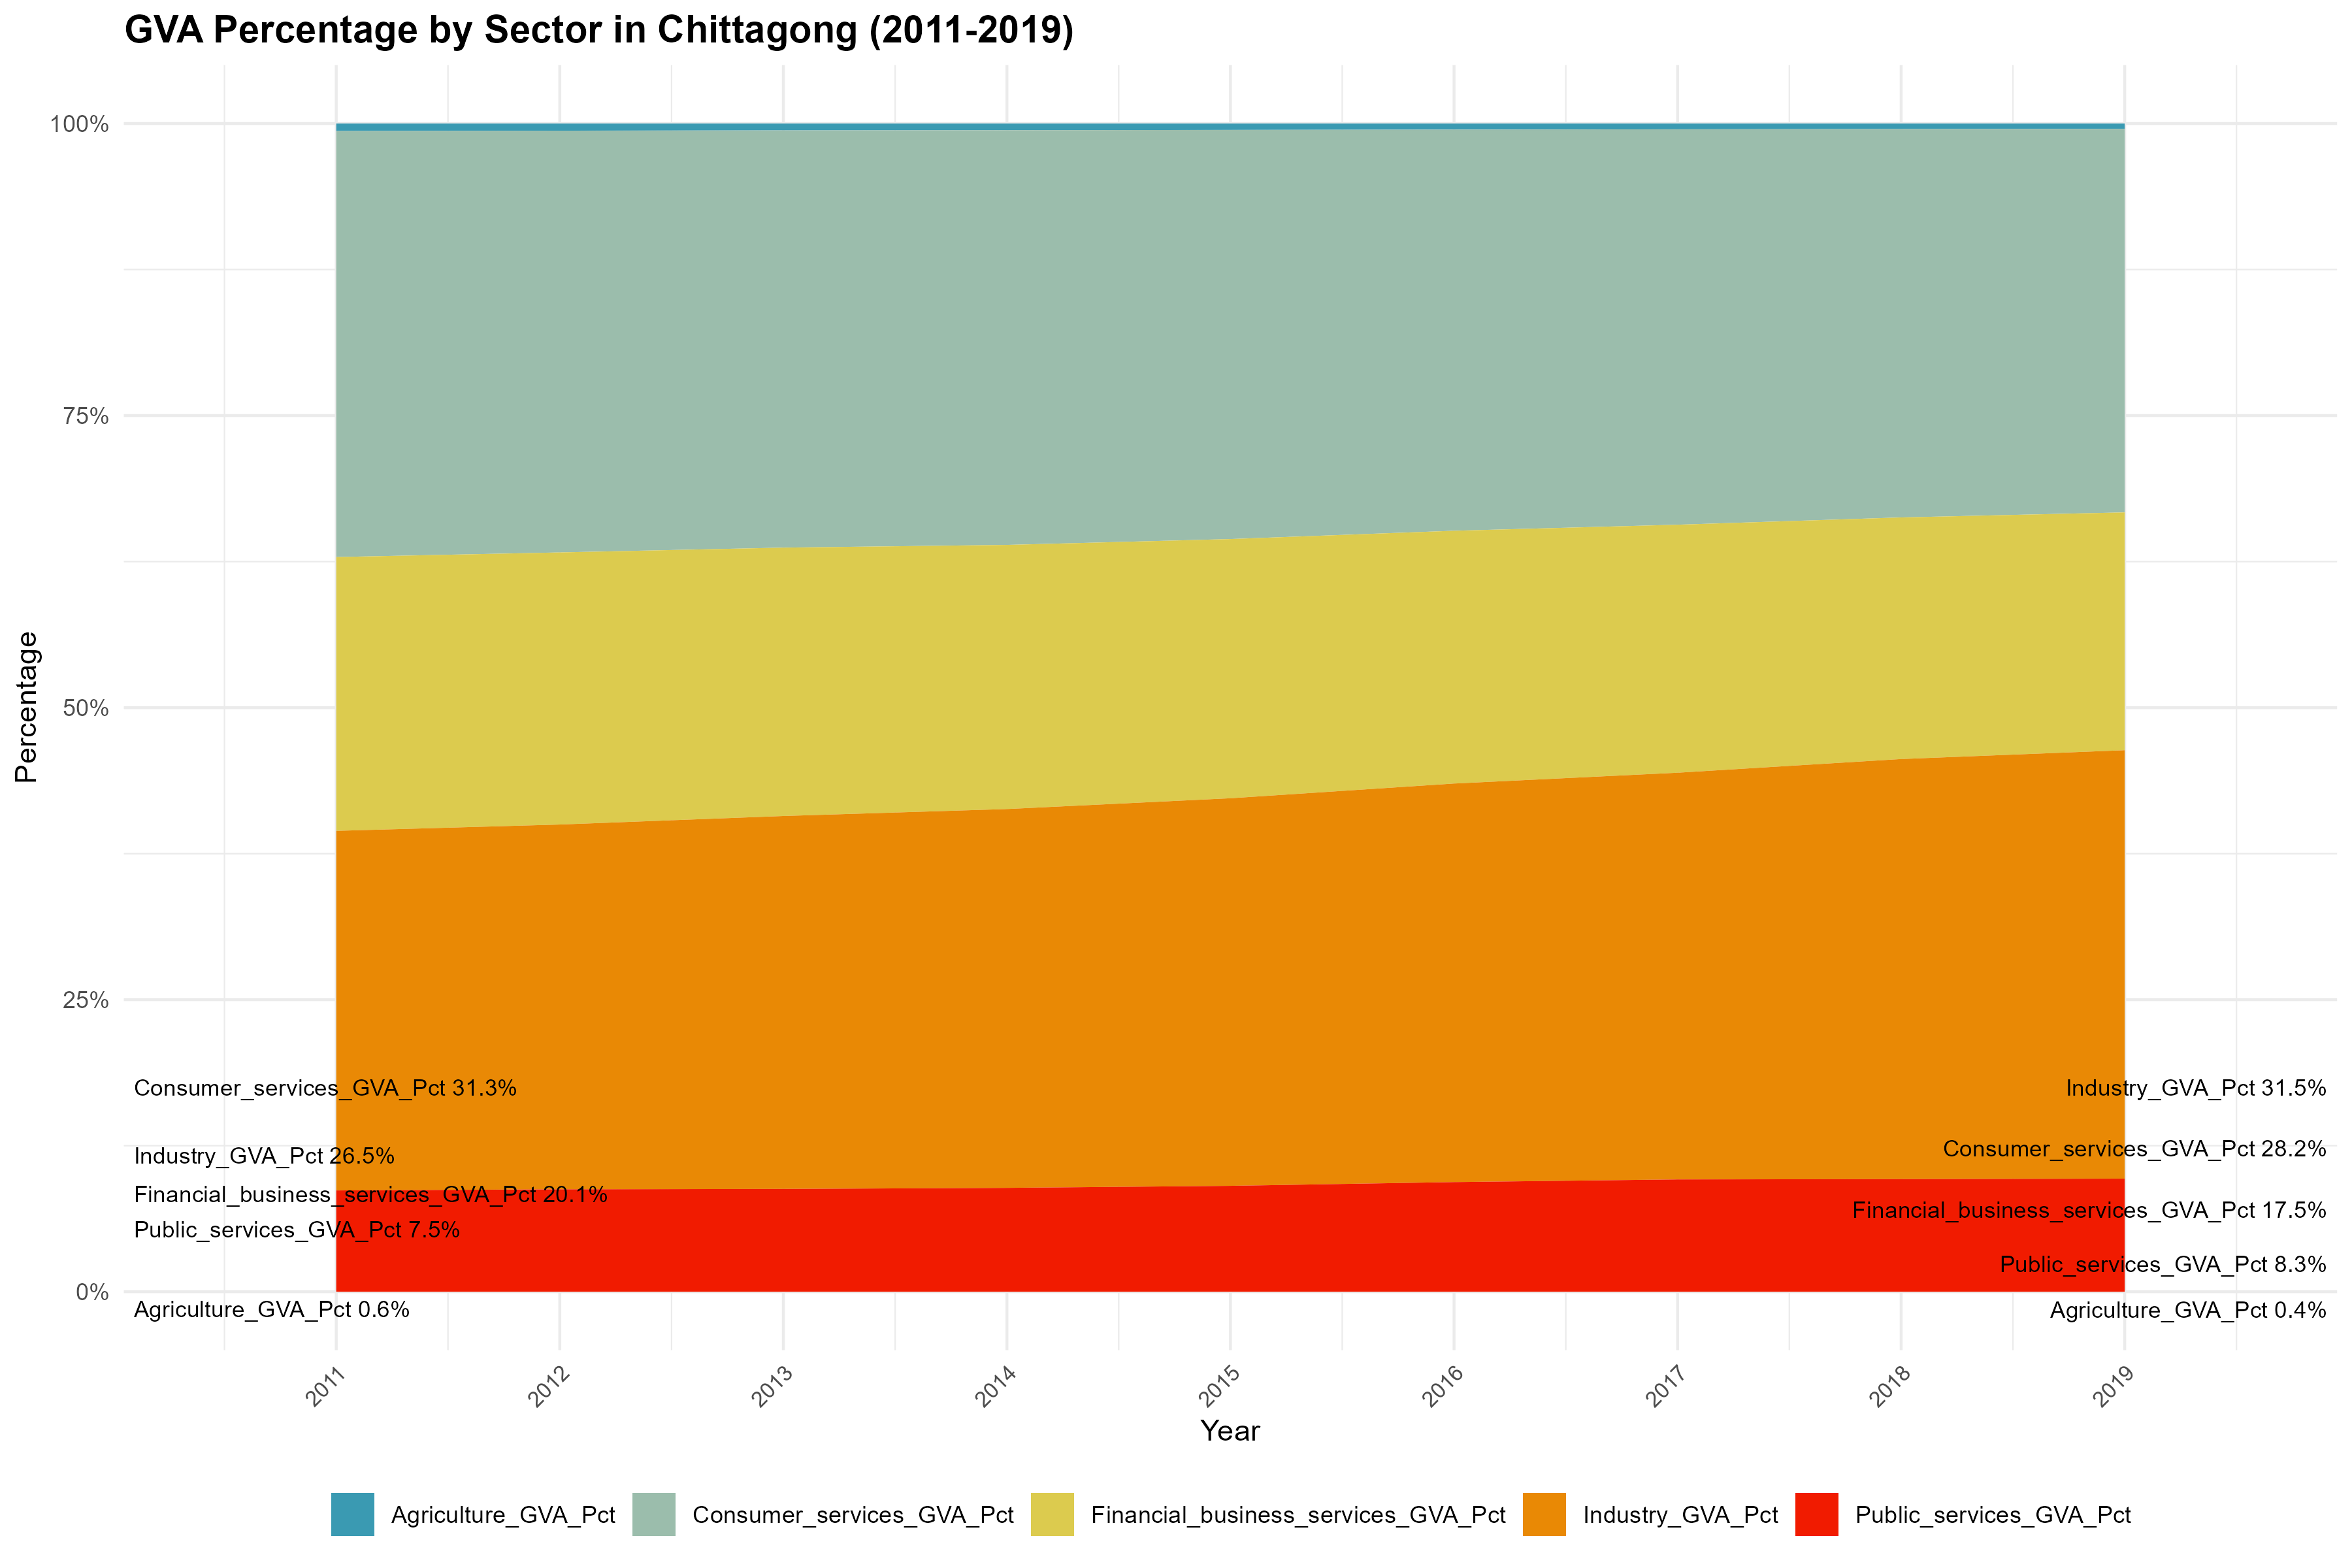 GVA Percentage by Sector in Chittagong (2011-2019)
100%
75%
50%
25%
0%
Percentage
Consumer_services_GVA_Pct 31.3%
Industry_GVA_Pct 26.5%
Financial_business_services_GVA_Pct 20.1%
Public_services_GVA_Pct 7.5%
Agriculture_GVA_Pct 0.6%
Industry_GVA_Pct 31.5%
Consumer_services_GVA_Pct 28.2%
Financial_business_services_GVA_Pct 17.5%
Public_services_GVA_Pct 8.3%
Agriculture_GVA_Pct 0.4%
2011 2012 2013 2014 2015 2016 2017 2018 2019
Year
Agriculture_GVA_Pct Consumer_services_GVA_Pct Financial_business_services_GVA_Pct Industry_GVA_Pct Public_services_GVA_Pct